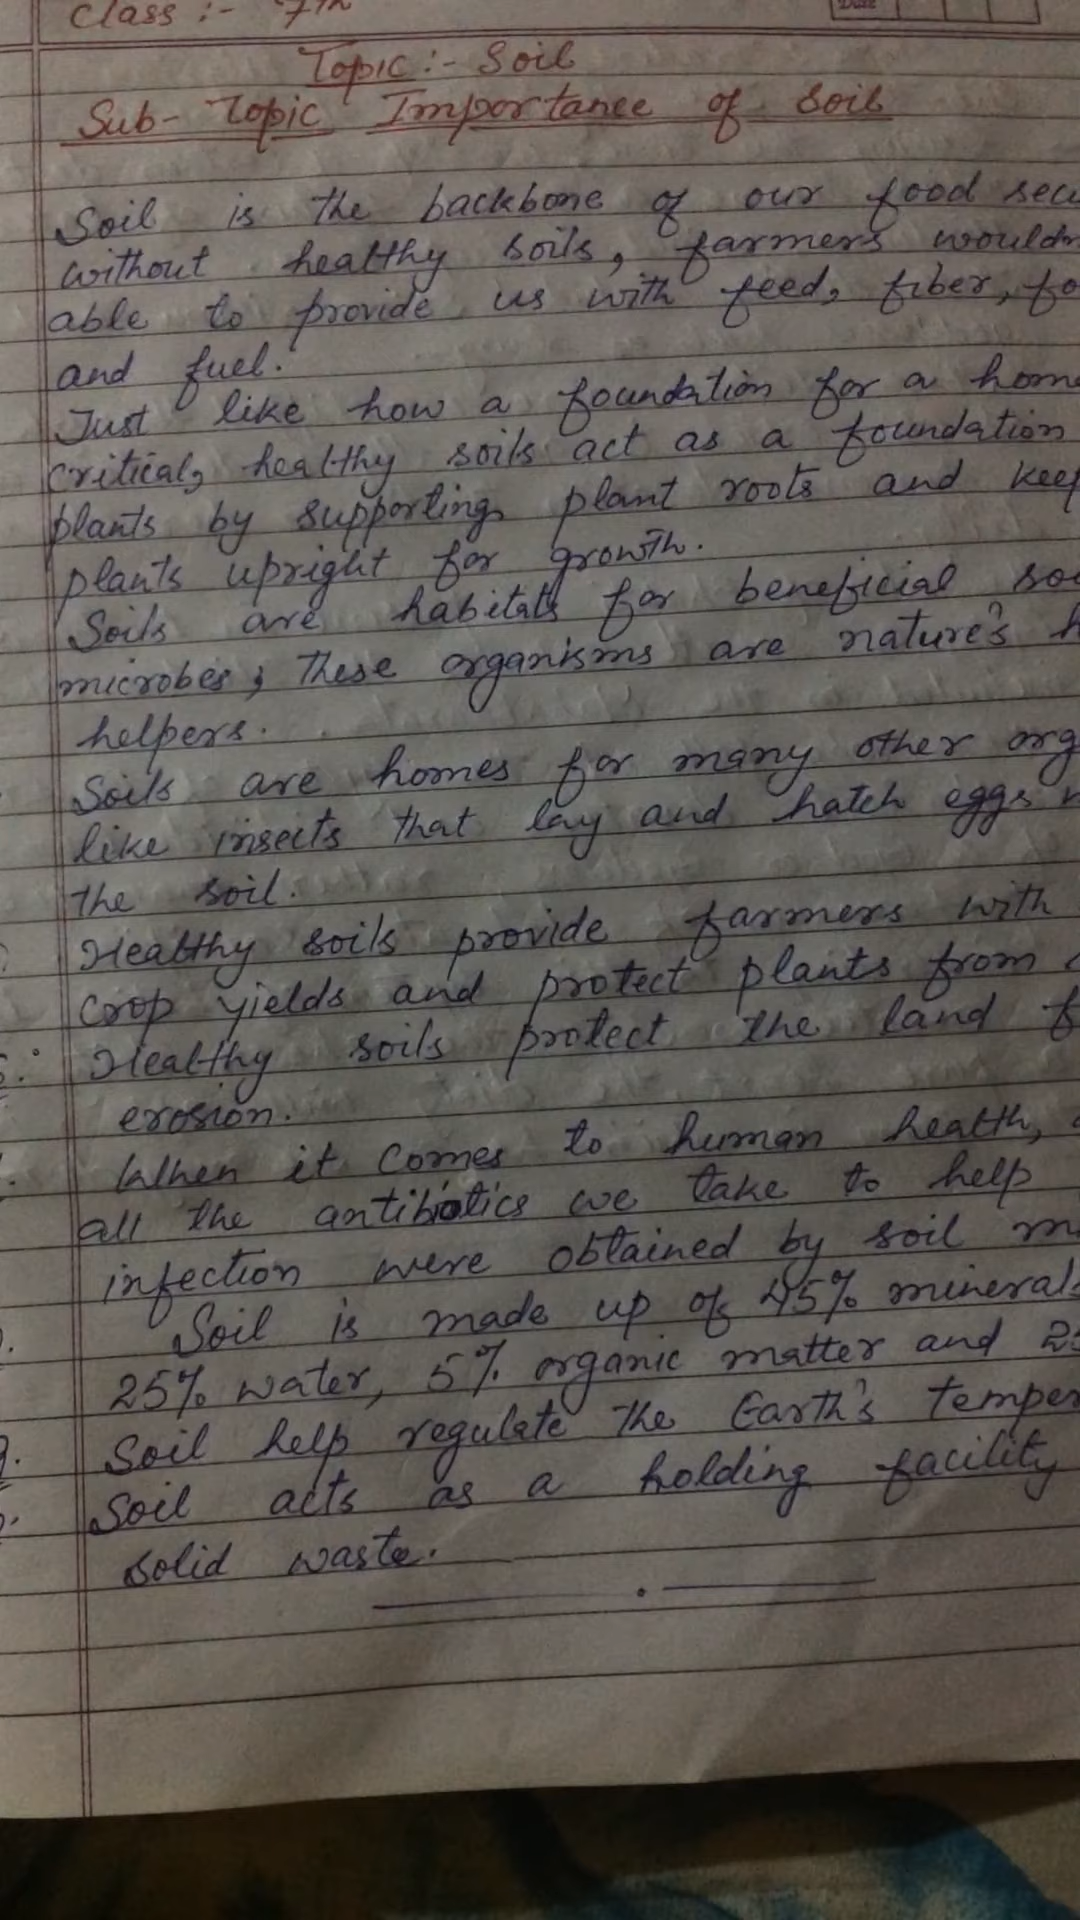 Class :- 7th
Date
Topic :- Soil
Sub- Topic Importance of soil
Soil is the backbone of our food
without healthy soils, farmers
able to provide us with feed, fiber,
and fuel.
Just like how a foundation for a
critical, healthy soils act as a foundation
plants by supporting plant roots and
plants upright for growth.
Soils are habitats for beneficial
microbes; these organisms are nature's
helpers.
Soils are homes for many other
like insects that lay and hatch eggs
the soil.
Healthy soils provide farmers with
crop yields and protect plants from
Healthy soils protect the land
erosion.
When it comes to human health,
all the antibiotics we take to help
infection were obtained by soil
Soil is made up of 45% minerals
25% water, 5% organic matter and
9. Soil help regulate the Earth's
Soil acts as a holding facility
solid waste.